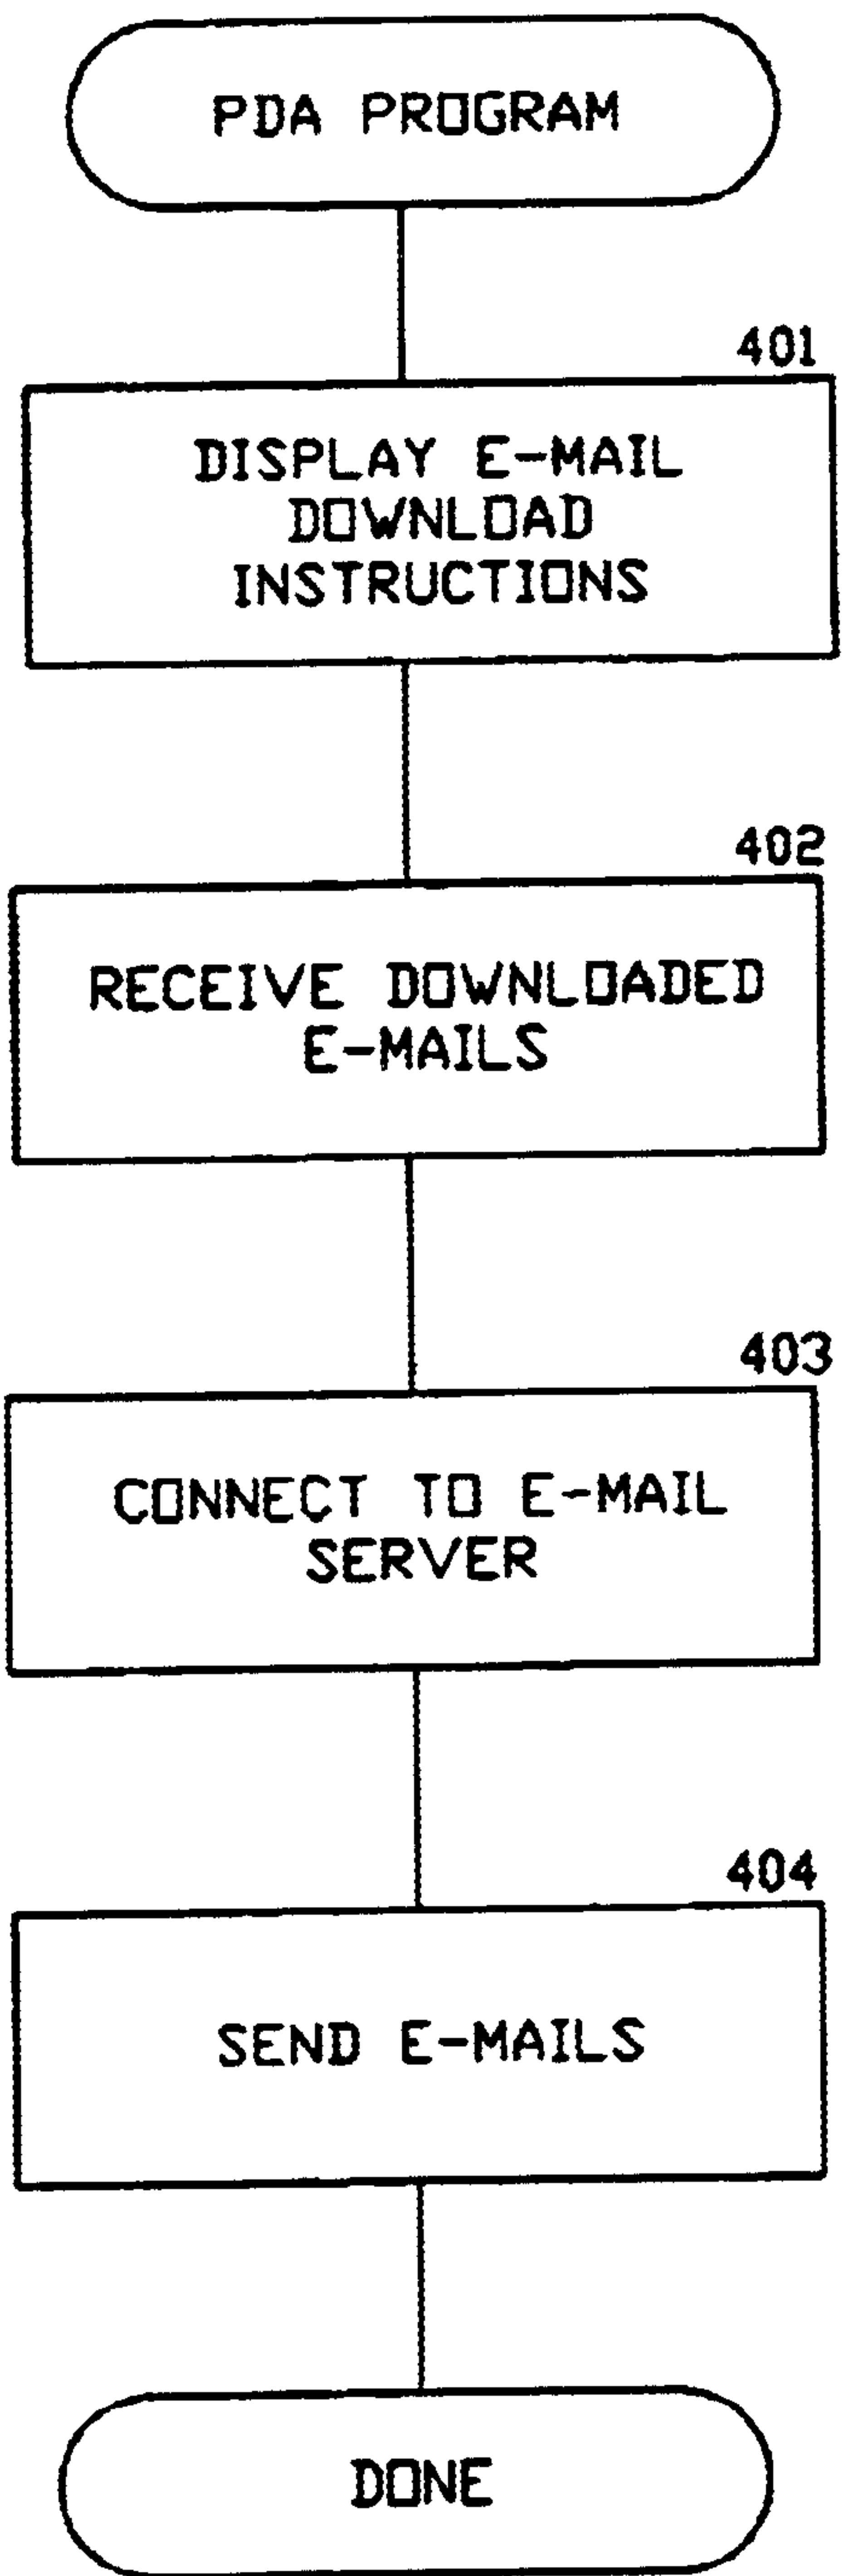 PDA PROGRAM
401
DISPLAY E-MAIL
DOWNLOAD
INSTRUCTIONS
402
RECEIVE DOWNLOADED
E-MAILS
403
CONNECT TO E-MAIL
SERVER
404
SEND E-MAILS
DONE